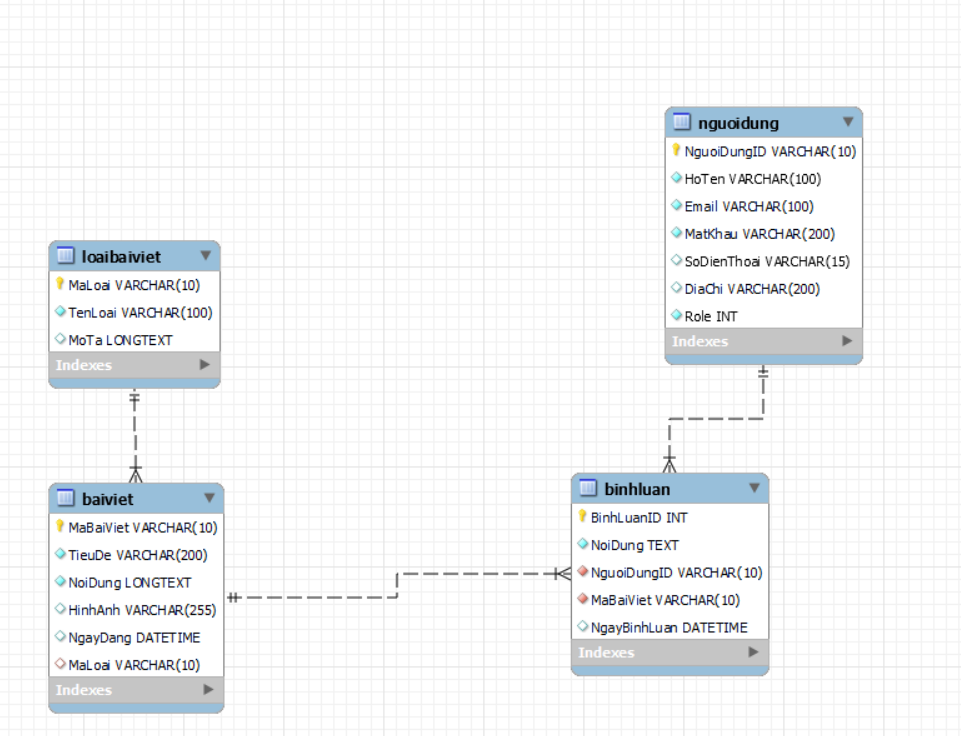 nguoidung
NguoiDungID VARCHAR(10)
HoTen VARCHAR(100)
Email VARCHAR(100)
MatKhau VARCHAR(200)
SoDienThoai VARCHAR(15)
DiaChi VARCHAR(200)
Role INT
Indexes
loaibaiviet
MaLoai VARCHAR(10)
TenLoai VARCHAR(100)
MoTa LONGTEXT
Indexes
baiviet
MaBaiViet VARCHAR(10)
TieuDe VARCHAR(200)
NoiDung LONGTEXT
HinhAnh VARCHAR(255)
NgayDang DATETIME
MaLoai VARCHAR(10)
Indexes
binhluan
BinhLuanID INT
NoiDung TEXT
NguoiDungID VARCHAR(10)
MaBaiViet VARCHAR(10)
NgayBinhLuan DATETIME
Indexes